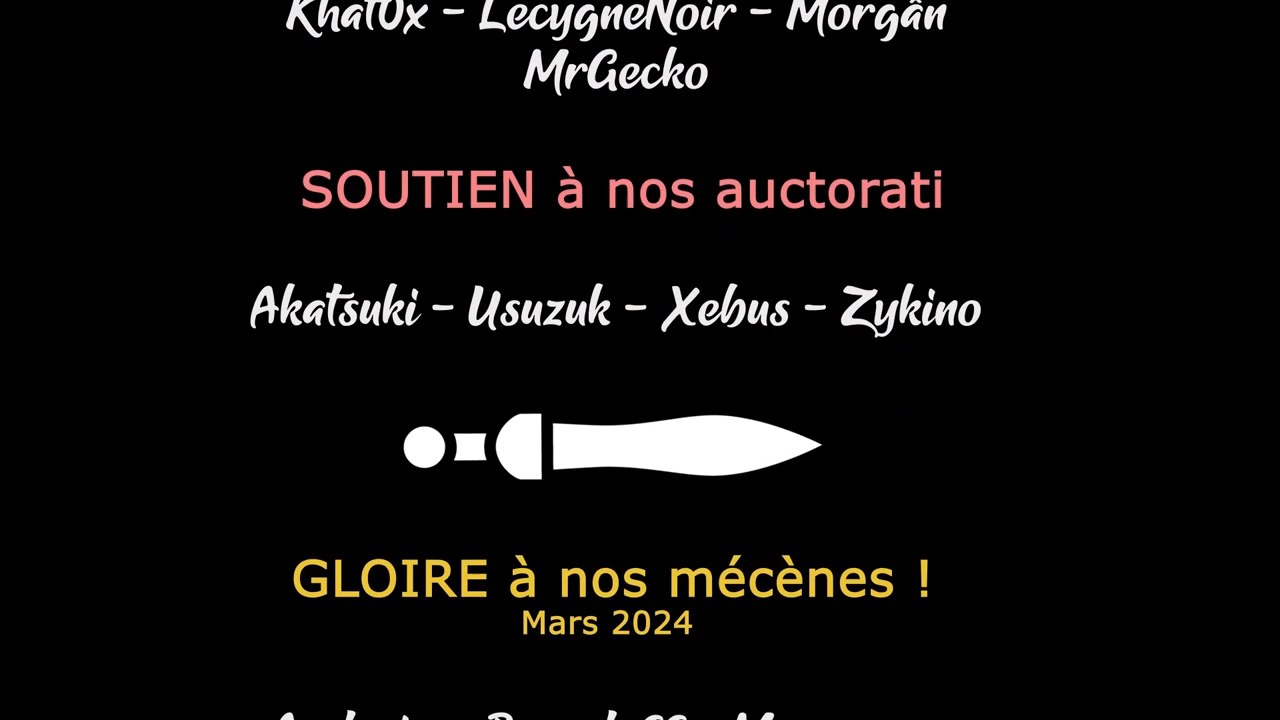 Khat0x - LecygneNoir - Morgân
MrGecko
SOUTIEN à nos auctorati
Akatsuki - Usuzuk - Xebus - Zykino
GLOIRE à nos mécènes !
Mars 2024